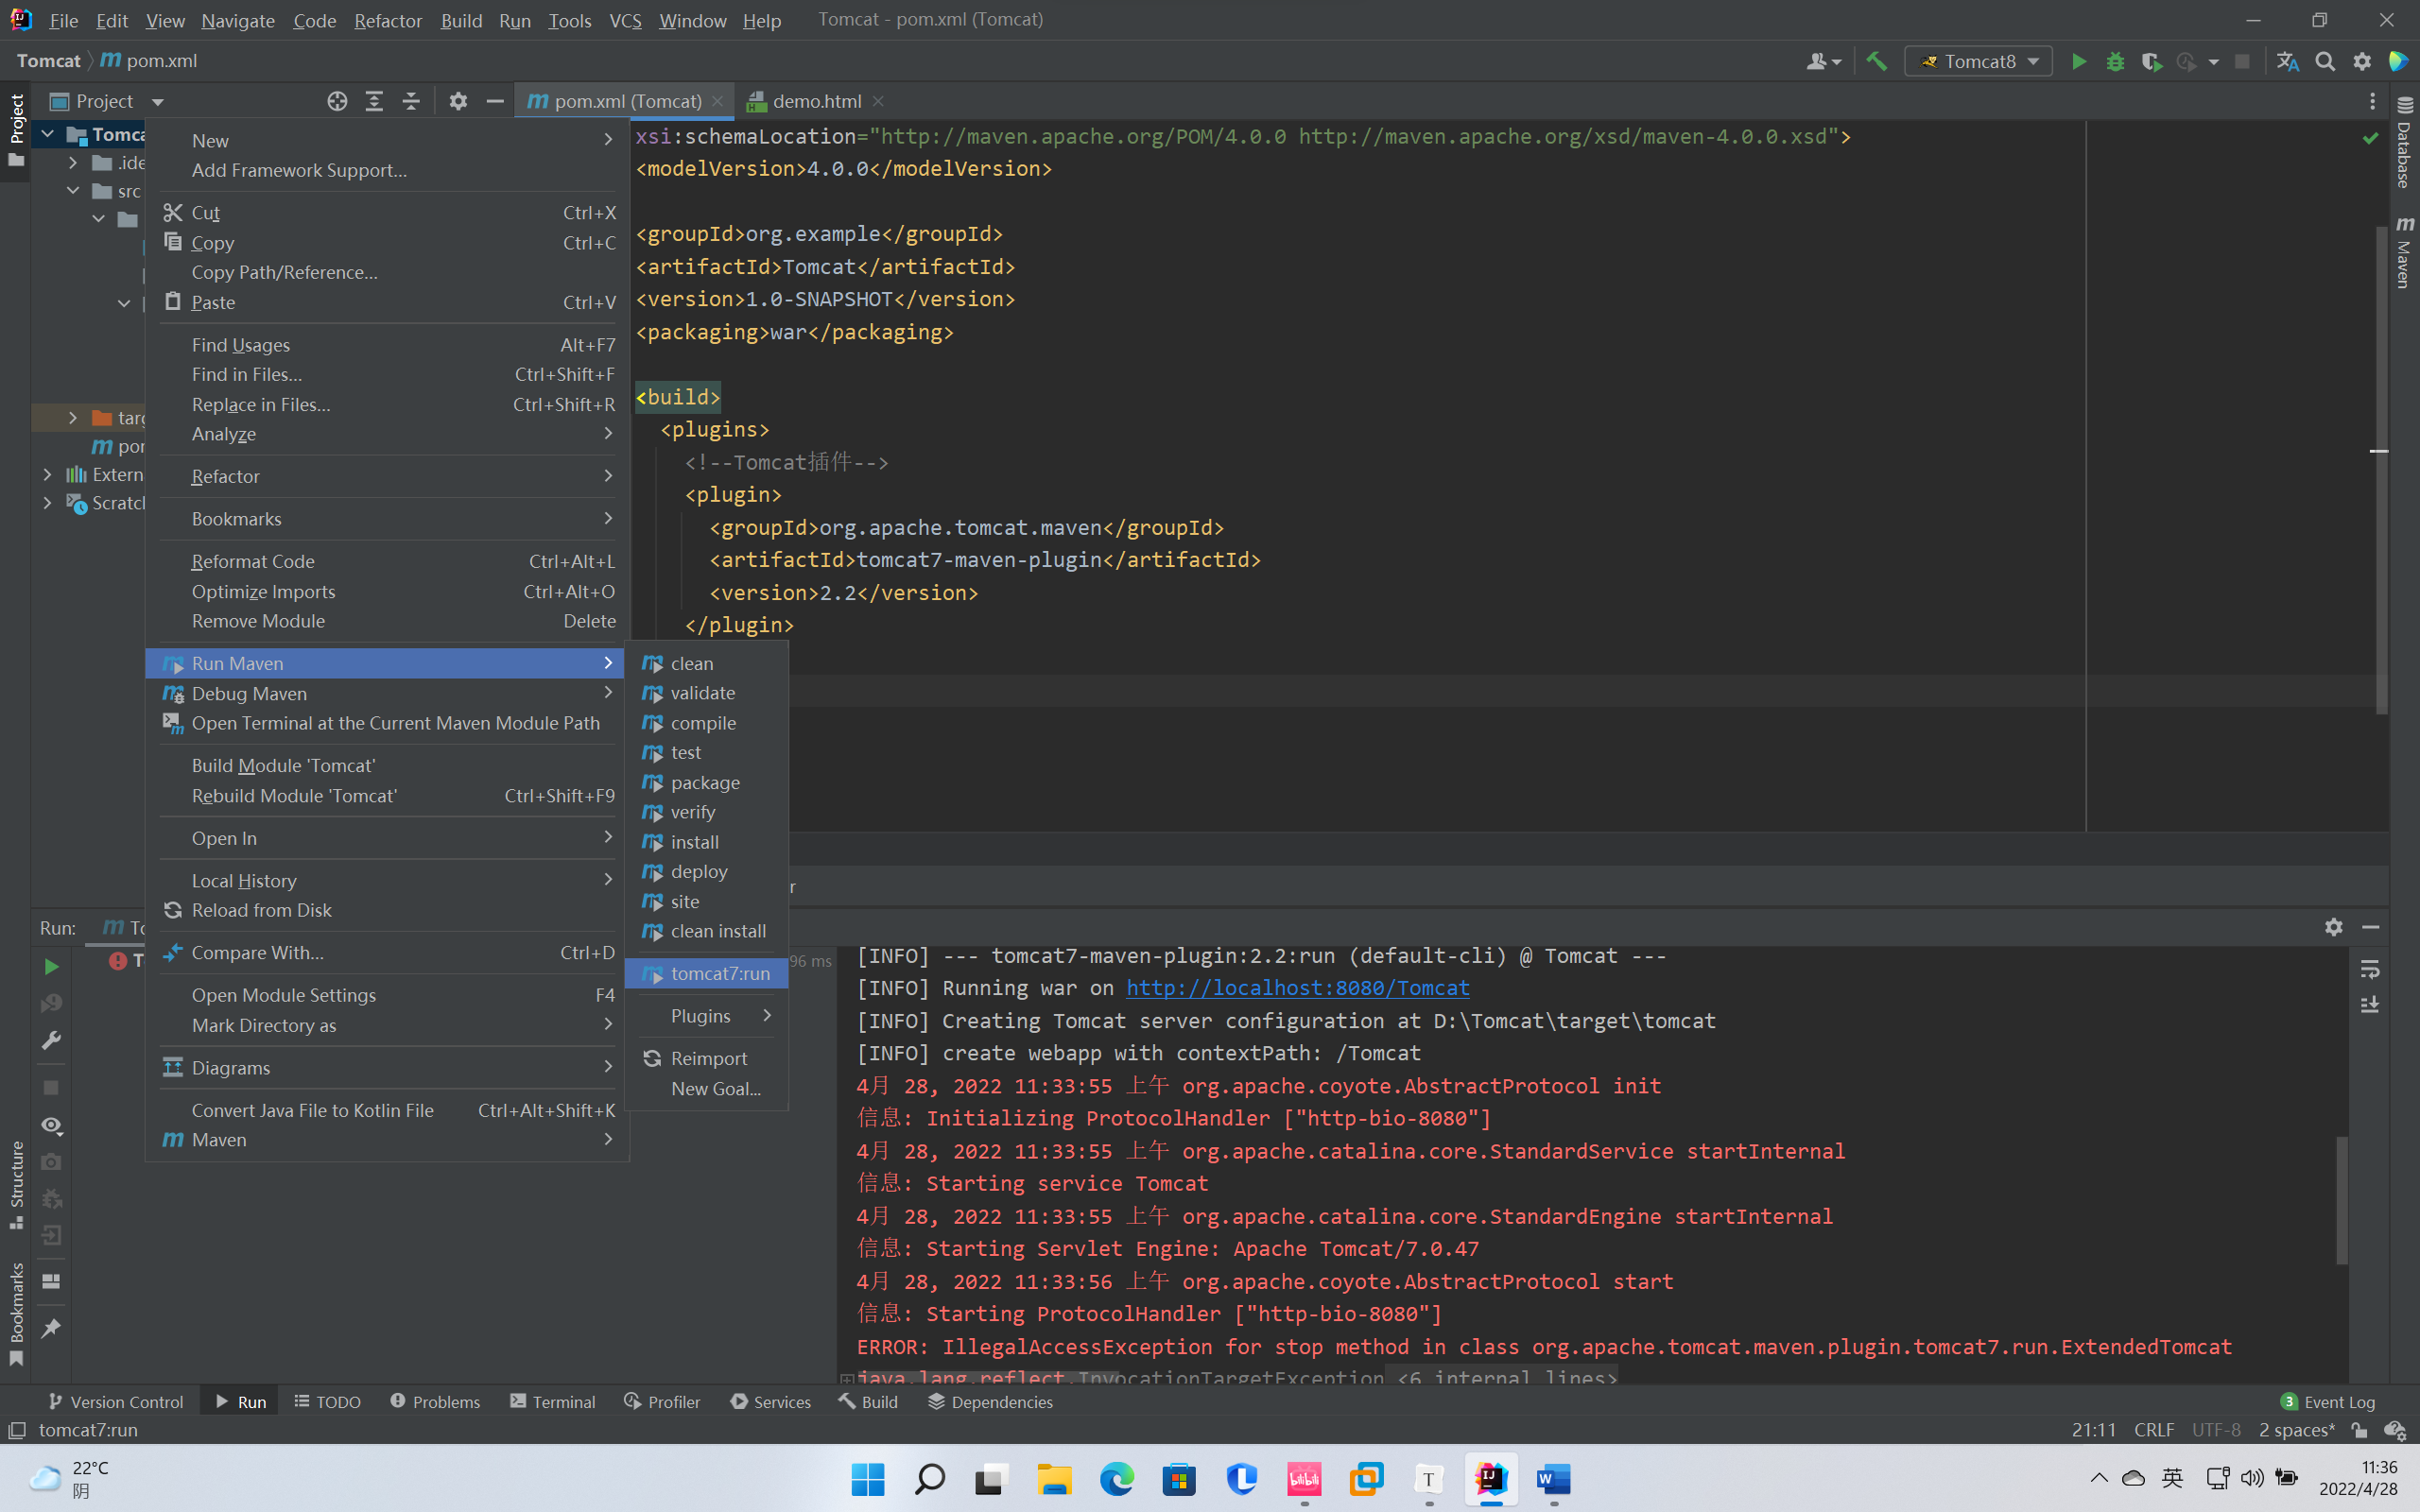 File Edit View Navigate Code Refactor Build Run Tools VCS Window Help Tomcat - pom.xml (Tomcat)
Tomcat pom.xml
Tomcat8
Project
pom.xml (Tomcat)
demo.html
Project
Structure
Bookmarks
Database
Maven
src
New
Add Framework Support...
Cut Ctrl+X
Copy Ctrl+C
Copy Path/Reference...
Paste Ctrl+V
Find Usages Alt+F7
Find in Files... Ctrl+Shift+F
Replace in Files... Ctrl+Shift+R
Analyze
Refactor
Bookmarks
Reformat Code Ctrl+Alt+L
Optimize Imports Ctrl+Alt+O
Remove Module Delete
Run Maven
Debug Maven
Open Terminal at the Current Maven Module Path
Build Module 'Tomcat'
Rebuild Module 'Tomcat' Ctrl+Shift+F9
Open In
Local History
Reload from Disk
Compare With... Ctrl+D
Open Module Settings F4
Mark Directory as
Diagrams
Convert Java File to Kotlin File Ctrl+Alt+Shift+K
Maven
clean
validate
compile
test
package
verify
install
deploy
site
clean install
tomcat7:run
Plugins
Reimport
New Goal...
xsi:schemaLocation="http://maven.apache.org/POM/4.0.0 http://maven.apache.org/xsd/maven-4.0.0.xsd">
<modelVersion>4.0.0</modelVersion>
<groupId>org.example</groupId>
<artifactId>Tomcat</artifactId>
<version>1.0-SNAPSHOT</version>
<packaging>war</packaging>
<build>
<plugins>
<!--Tomcat插件-->
<plugin>
<groupId>org.apache.tomcat.maven</groupId>
<artifactId>tomcat7-maven-plugin</artifactId>
<version>2.2</version>
</plugin>
Run:
96 ms
[INFO] --- tomcat7-maven-plugin:2.2:run (default-cli) @ Tomcat ---
[INFO] Running war on http://localhost:8080/Tomcat
[INFO] Creating Tomcat server configuration at D:\Tomcat\target\tomcat
[INFO] create webapp with contextPath: /Tomcat
4月 28, 2022 11:33:55 上午 org.apache.coyote.AbstractProtocol init
信息: Initializing ProtocolHandler ["http-bio-8080"]
4月 28, 2022 11:33:55 上午 org.apache.catalina.core.StandardService startInternal
信息: Starting service Tomcat
4月 28, 2022 11:33:55 上午 org.apache.catalina.core.StandardEngine startInternal
信息: Starting Servlet Engine: Apache Tomcat/7.0.47
4月 28, 2022 11:33:56 上午 org.apache.coyote.AbstractProtocol start
信息: Starting ProtocolHandler ["http-bio-8080"]
ERROR: IllegalAccessException for stop method in class org.apache.tomcat.maven.plugin.tomcat7.run.ExtendedTomcat
java.lang.reflect.InvocationTargetException <6 internal lines>
Version Control Run TODO Problems Terminal Profiler Services Build Dependencies 3 Event Log
tomcat7:run 21:11 CRLF UTF-8 2 spaces*
22°C
阴
bilibili
T
IJ
W
英
11:36
2022/4/28